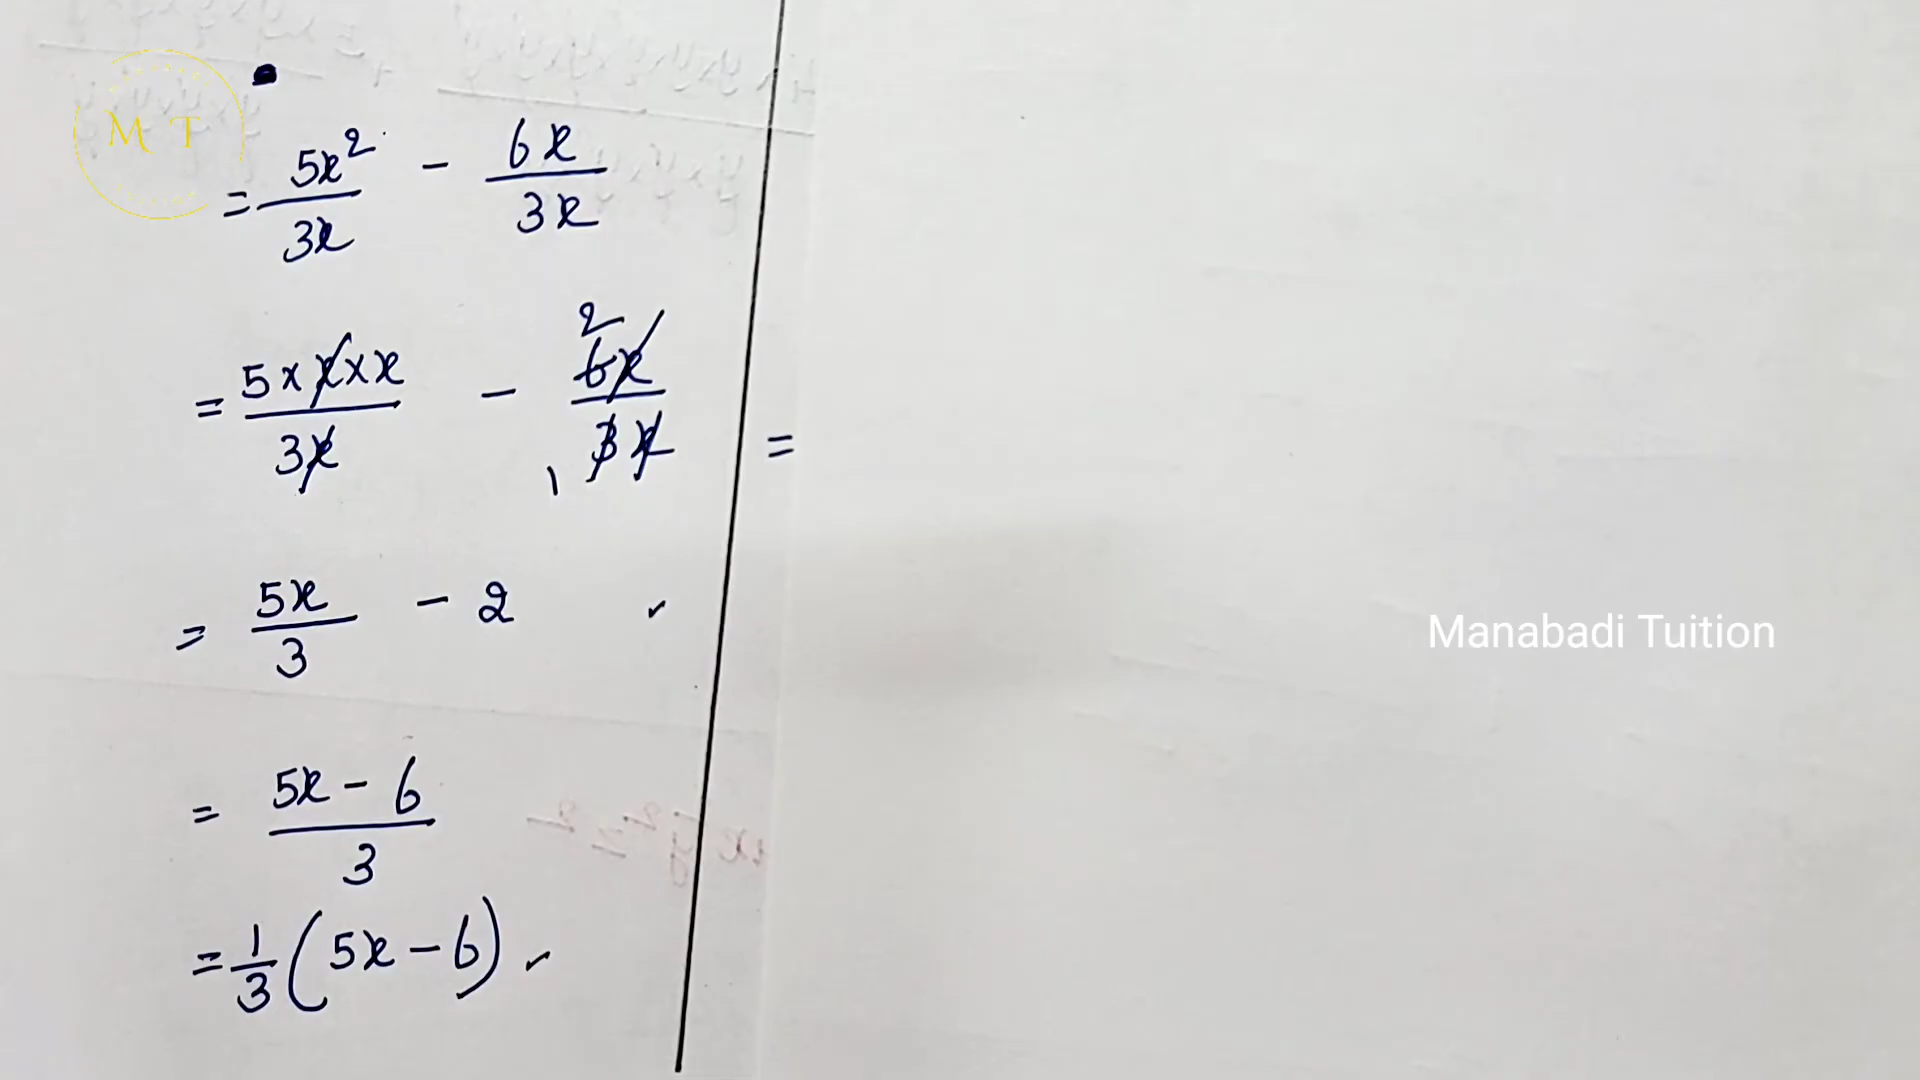 M T
= 5x²/3x - 6x/3x
= 5×x×x/3x - 2 6x/1 3x
=
= 5x/3 - 2 ✓
Manabadi Tuition
= 5x - 6/3
= 1/3 (5x - 6) ✓